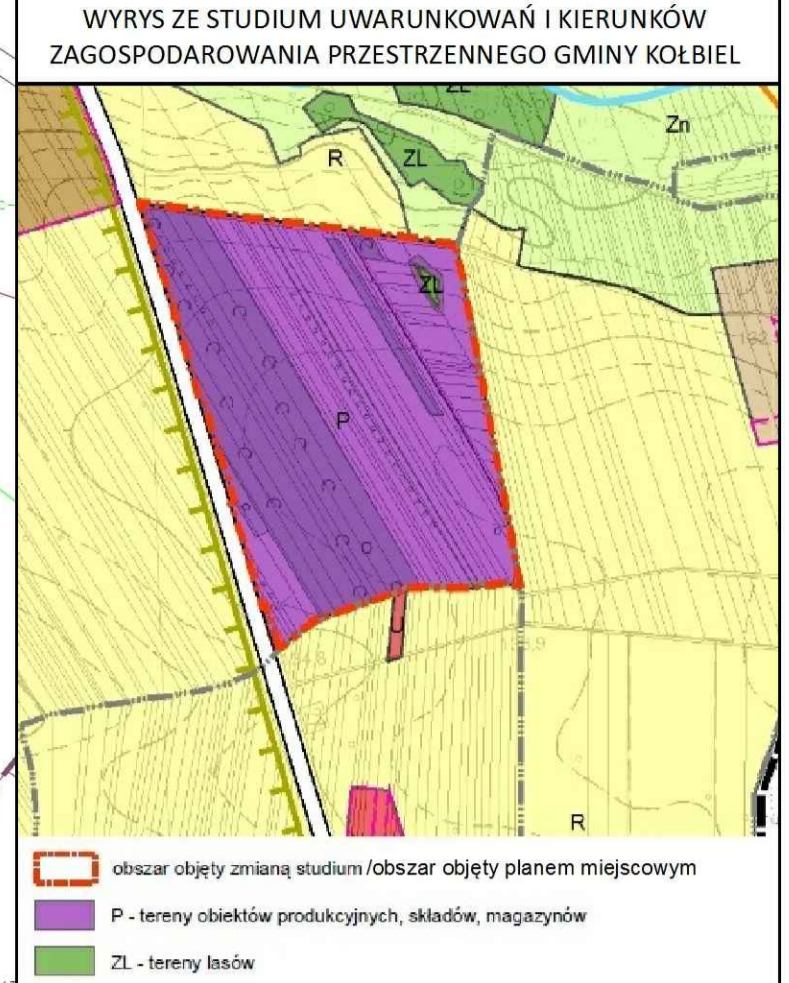 WYRYS ZE STUDIUM UWARUNKOWAŃ I KIERUNKÓW
ZAGOSPODAROWANIA PRZESTRZENNEGO GMINY KOŁBIEL
ZL
Zn
R
ZL
ZL
P
U
R
obszar objęty zmianą studium /obszar objęty planem miejscowym
P - tereny obiektów produkcyjnych, składów, magazynów
ZL - tereny lasów